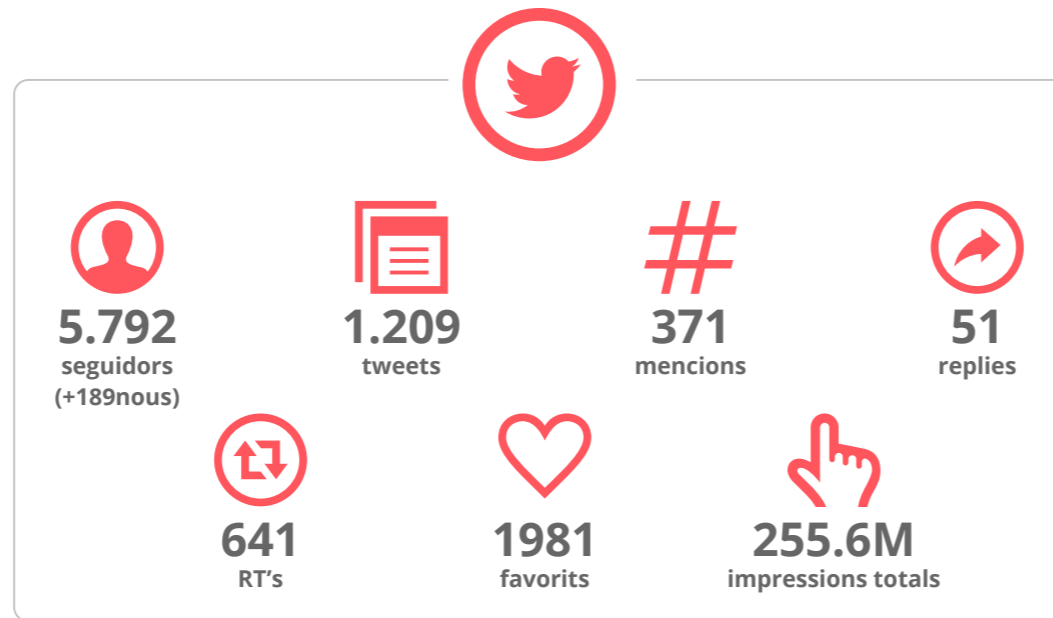 5.792
seguidors
(+189nous)
1.209
tweets
371
mencions
51
replies
641
RT’s
1981
favorits
255.6M
impressions totals